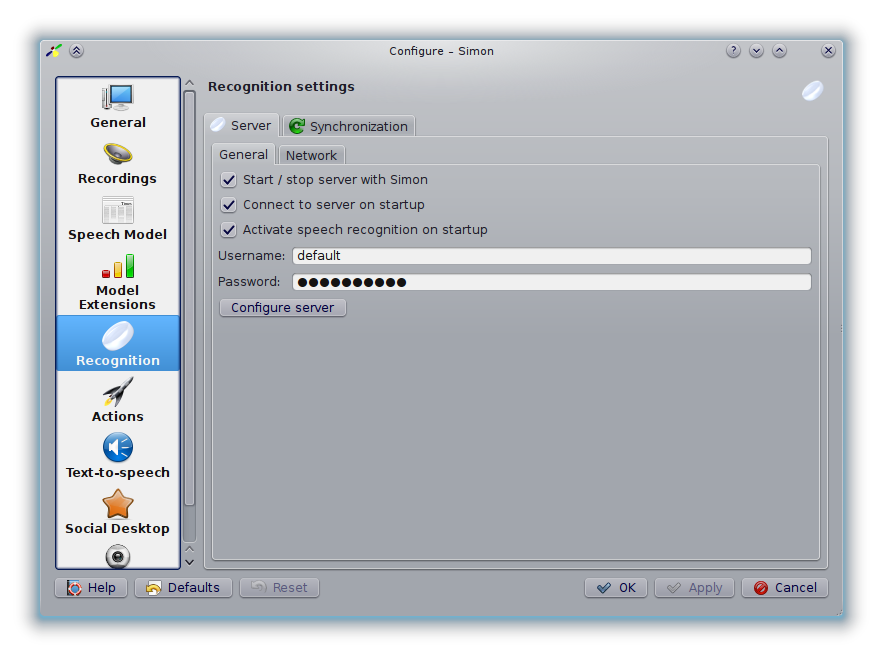 Configure – Simon
General
Recordings
Speech Model
Model
Extensions
Recognition
Actions
Text-to-speech
Social Desktop
Recognition settings
Server Synchronization
General Network
Start / stop server with Simon
Connect to server on startup
Activate speech recognition on startup
Username: default
Password: ●●●●●●●●●●
Configure server
Help Defaults Reset OK Apply Cancel